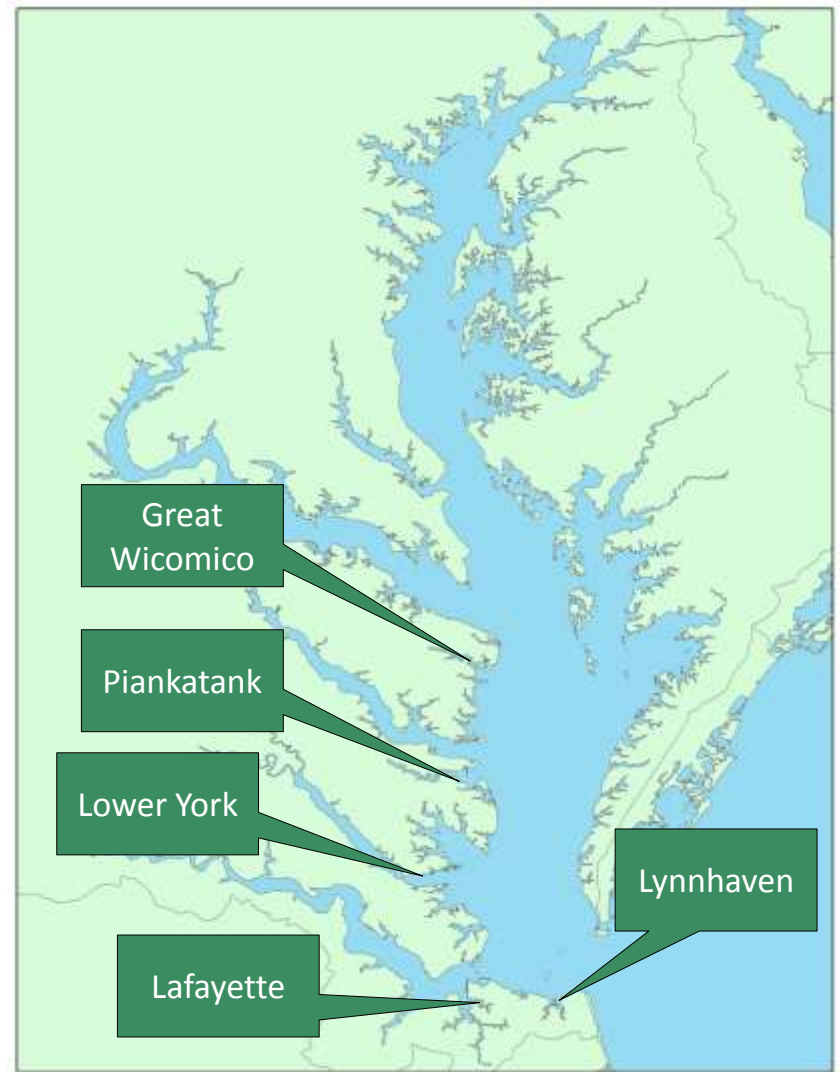 Great
Wicomico
Piankatank
Lower York
Lynnhaven
Lafayette